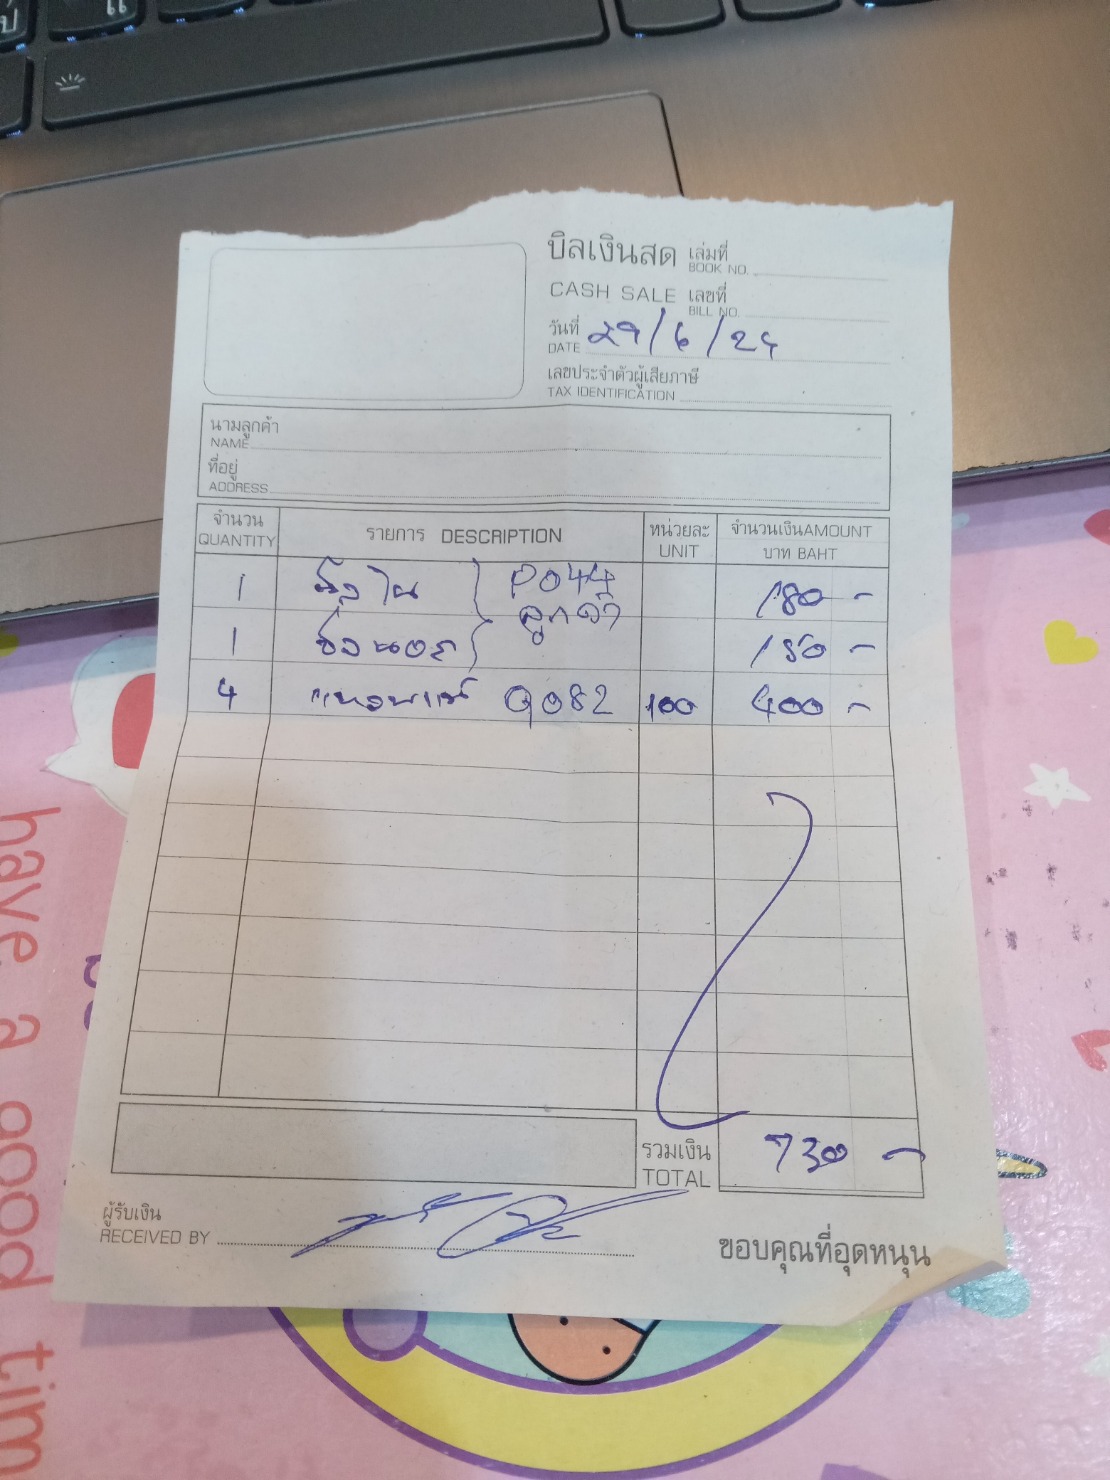 บิลเงินสด เล่มที่
BOOK NO.
CASH SALE เลขที่
BILL NO.
วันที่ 29/6/24
DATE
เลขประจำตัวผู้เสียภาษี
TAX IDENTIFICATION
นามลูกค้า
NAME
ที่อยู่
ADDRESS
จำนวน รายการ DESCRIPTION หน่วยละ จำนวนเงินAMOUNT
QUANTITY UNIT บาท BAHT
1 P044 180 -
ลูกค้า
1 150 -
4 Q082 100 400 -
รวมเงิน 730 -
TOTAL
ผู้รับเงิน
RECEIVED BY
ขอบคุณที่อุดหนุน
have a good tim